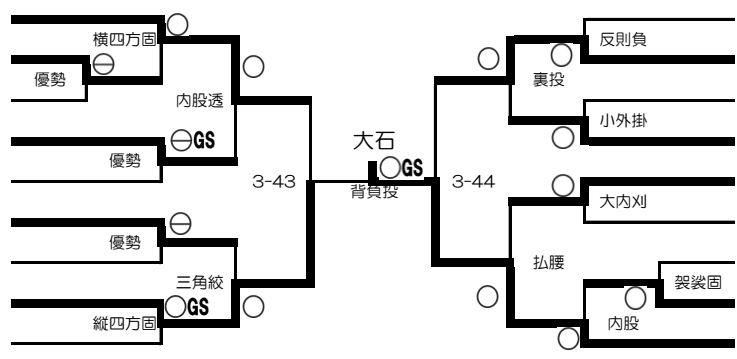 横四方固
優勢
内股透
GS
優勢
3-43
優勢
三角絞
GS
縦四方固
大石
GS
背負投
反則負
裏投
小外掛
3-44
大内刈
払腰
袈裟固
内股